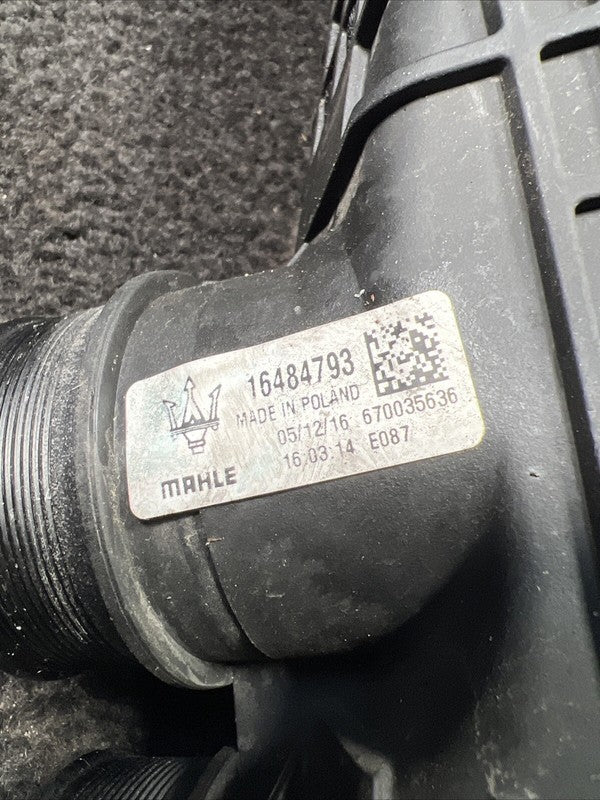 16484793
MADE IN POLAND
05/12/16 670035636
16.03.14 E087
MAHLE